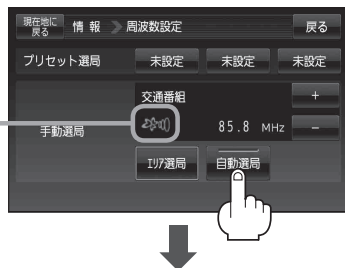 現在地に
戻る
情 報
周波数設定
戻る
プリセット選局
未設定
未設定
未設定
交通番組
+
手動選局
85.8 MHz
−
エリア選局
自動選局